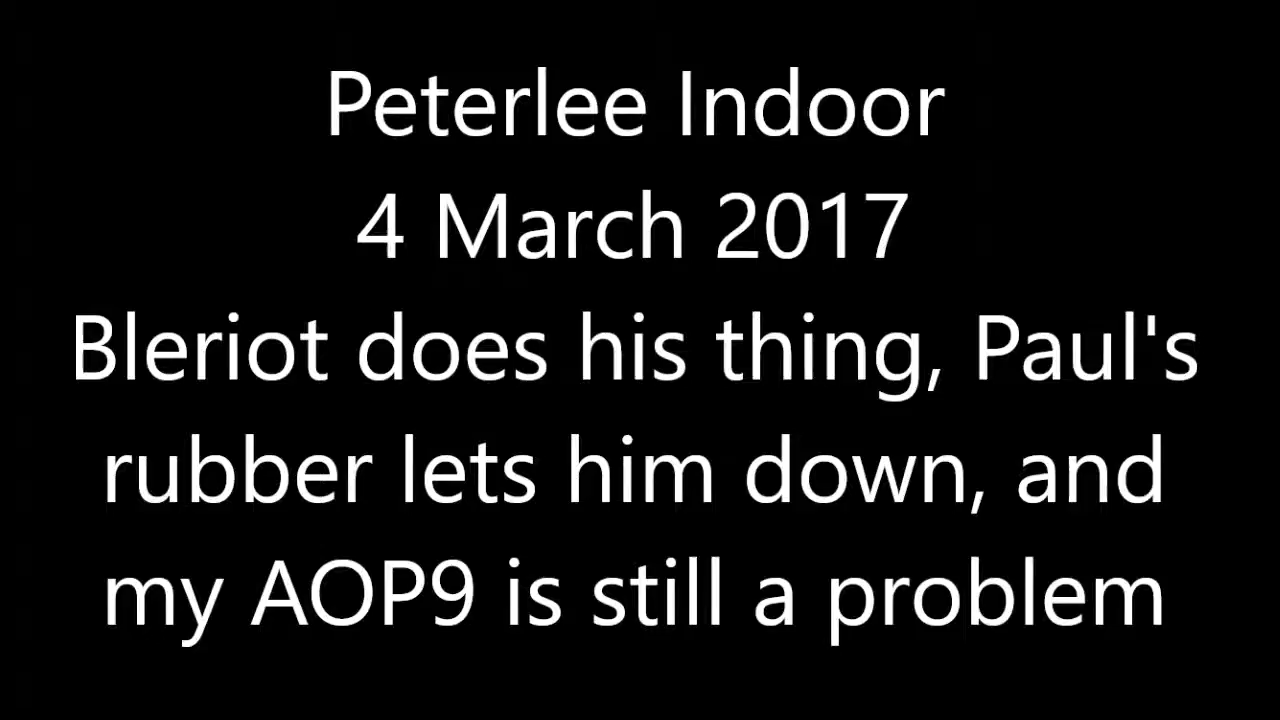 Peterlee Indoor
4 March 2017
Bleriot does his thing, Paul's
rubber lets him down, and
my AOP9 is still a problem